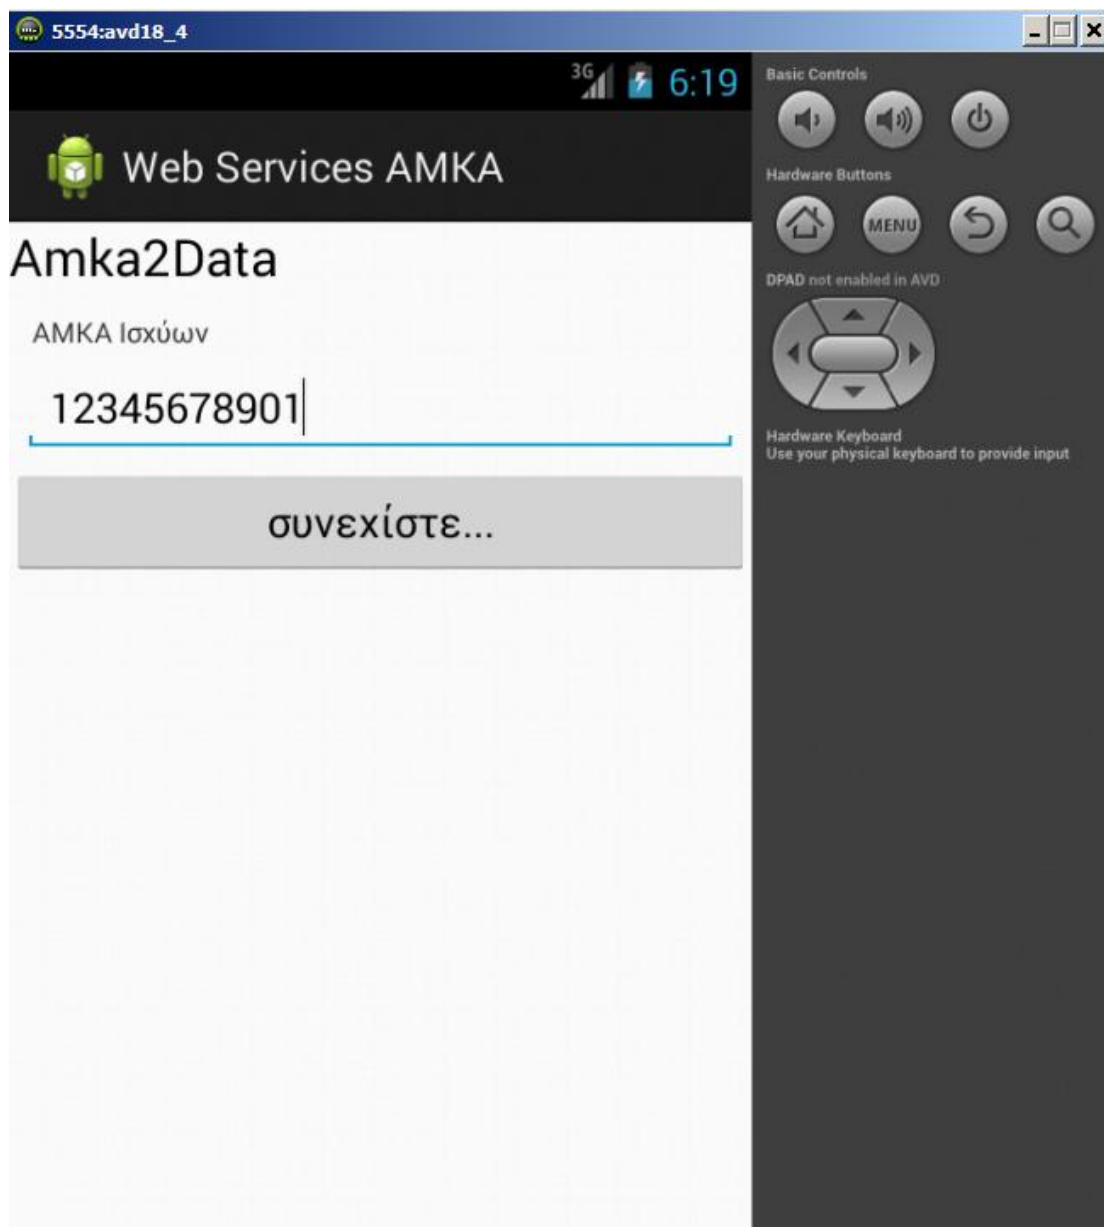 5554:avd18_4
3G 6:19
Web Services AMKA
Amka2Data
ΑΜΚΑ Ισχύων
12345678901
συνεχίστε...
Basic Controls
Hardware Buttons
MENU
DPAD not enabled in AVD
Hardware Keyboard
Use your physical keyboard to provide input